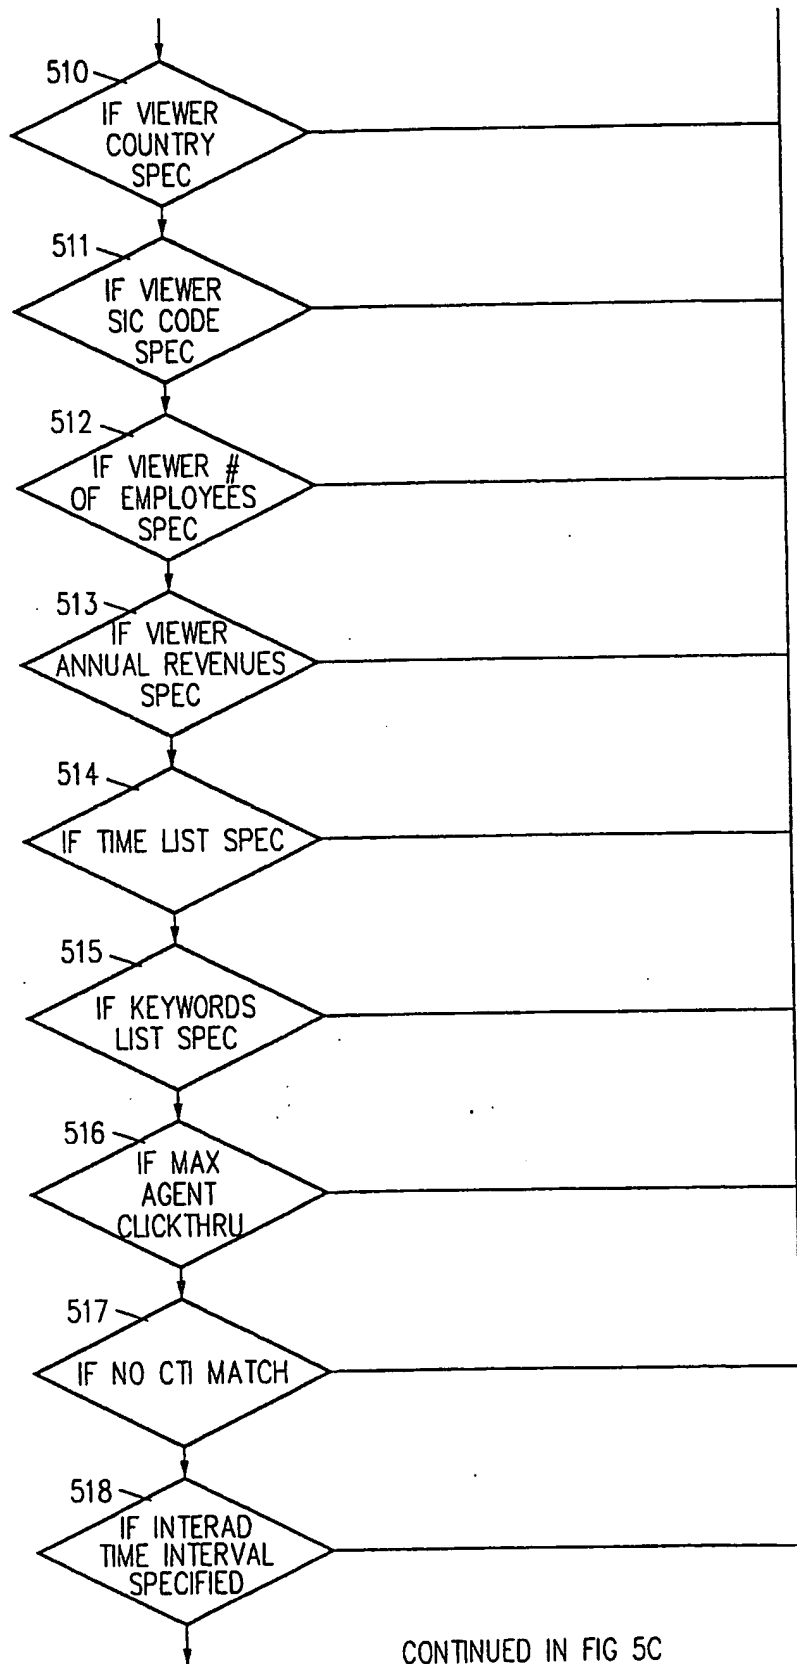 510
IF VIEWER
COUNTRY
SPEC
511
IF VIEWER
SIC CODE
SPEC
512
IF VIEWER #
OF EMPLOYEES
SPEC
513
IF VIEWER
ANNUAL REVENUES
SPEC
514
IF TIME LIST SPEC
515
IF KEYWORDS
LIST SPEC
516
IF MAX
AGENT
CLICKTHRU
517
IF NO CTI MATCH
518
IF INTERAD
TIME INTERVAL
SPECIFIED
CONTINUED IN FIG 5C